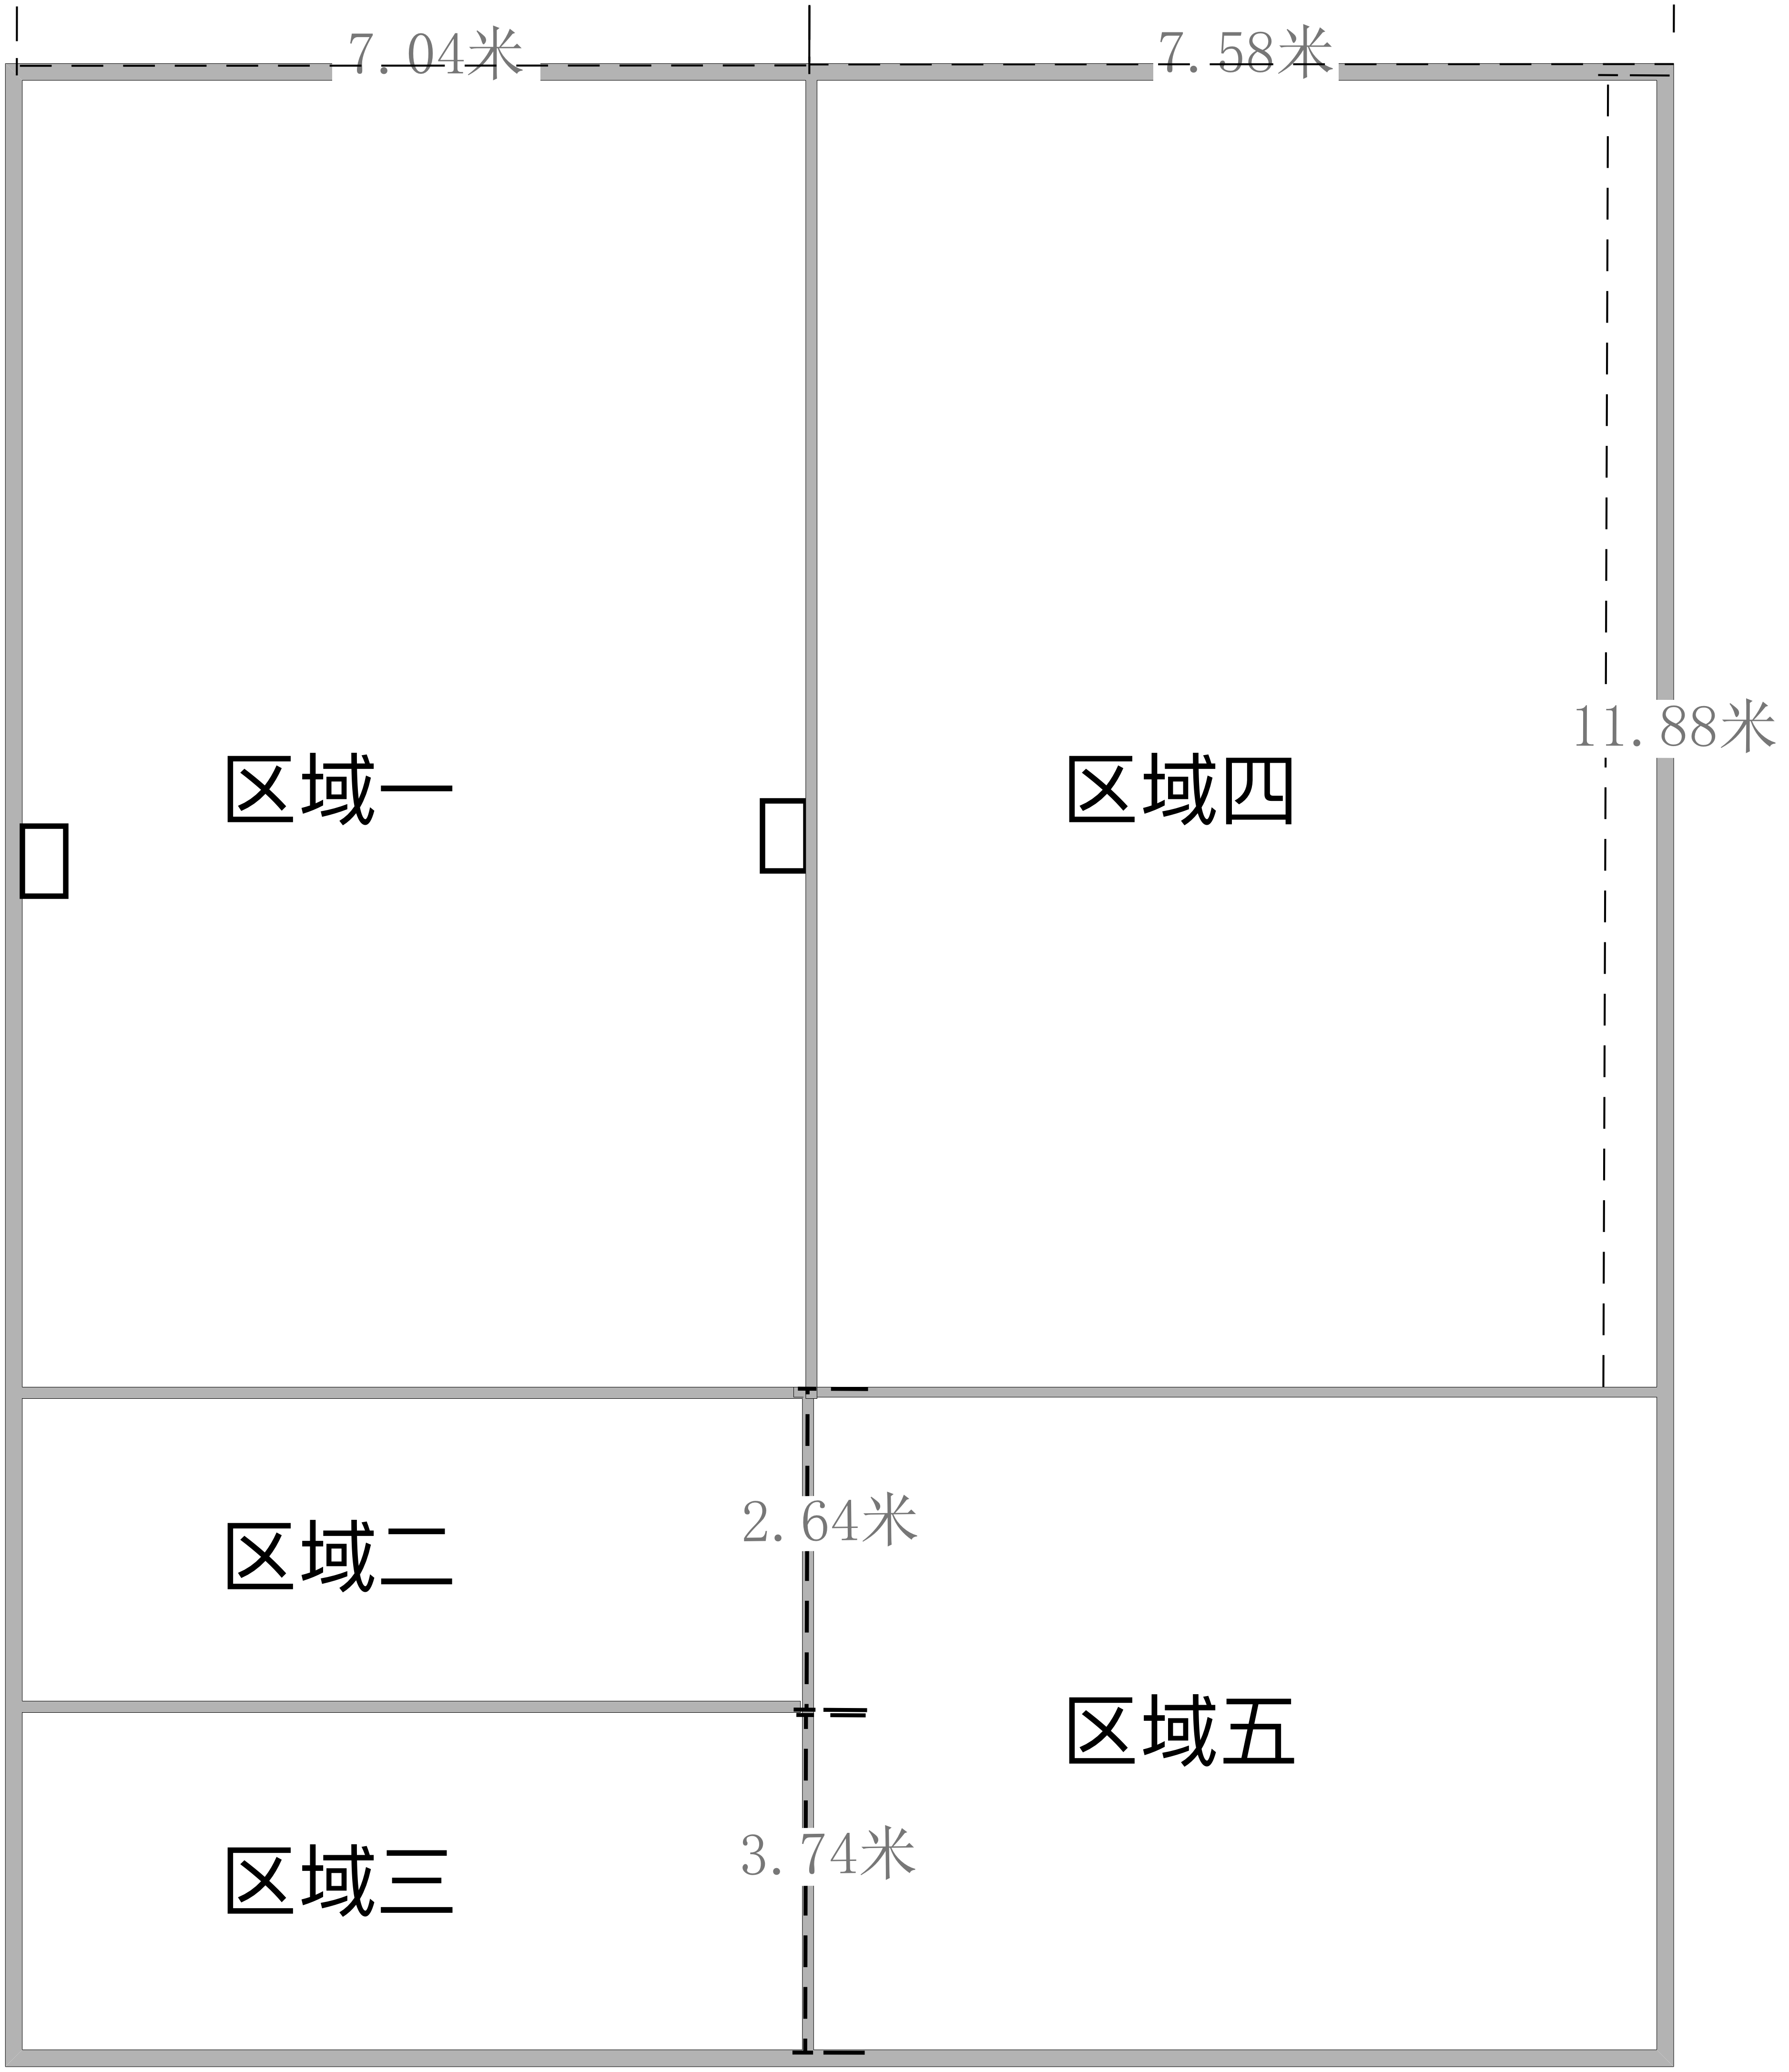 7.04米
7.58米
11.88米
区域一
区域四
2.64米
区域二
区域五
3.74米
区域三